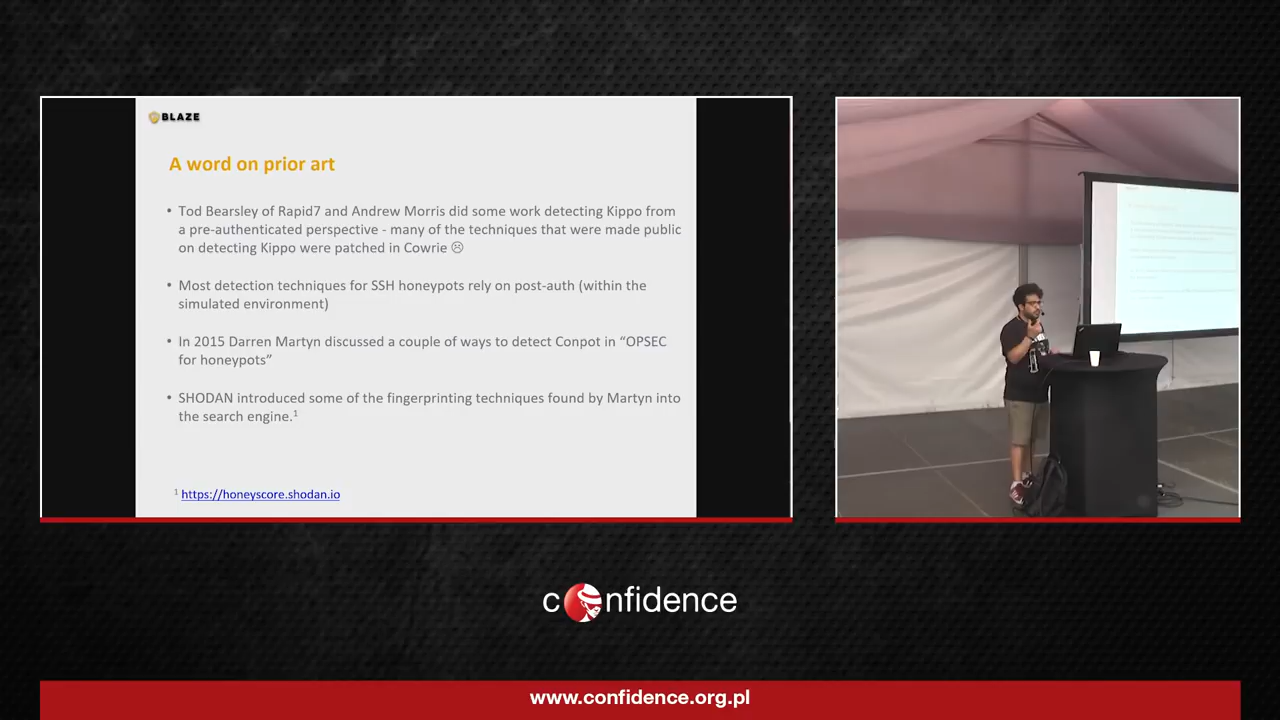 BLAZE
A word on prior art
• Tod Bearsley of Rapid7 and Andrew Morris did some work detecting Kippo from
a pre-authenticated perspective - many of the techniques that were made public
on detecting Kippo were patched in Cowrie ☹
• Most detection techniques for SSH honeypots rely on post-auth (within the
simulated environment)
• In 2015 Darren Martyn discussed a couple of ways to detect Conpot in “OPSEC
for honeypots”
• SHODAN introduced some of the fingerprinting techniques found by Martyn into
the search engine.¹
¹ https://honeyscore.shodan.io
confidence
www.confidence.org.pl